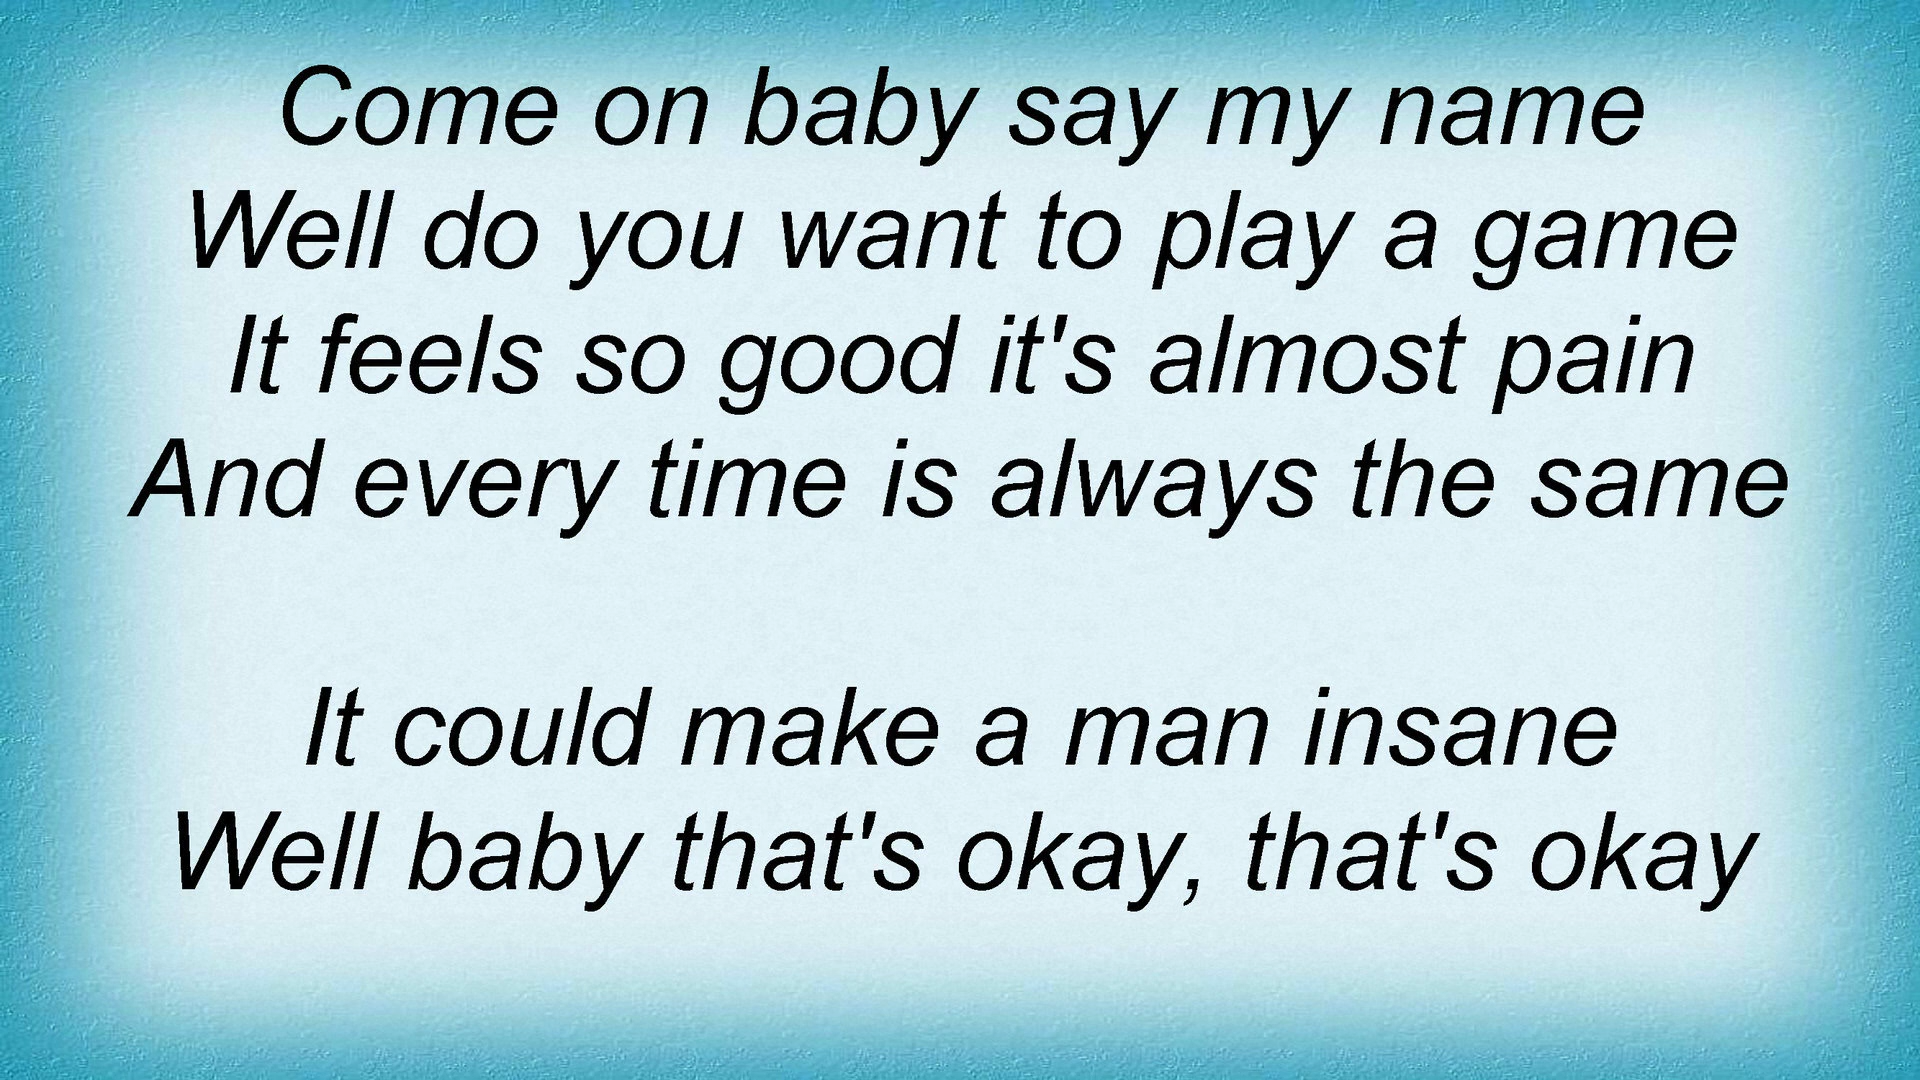 Come on baby say my name
Well do you want to play a game
It feels so good it's almost pain
And every time is always the same
It could make a man insane
Well baby that's okay, that's okay